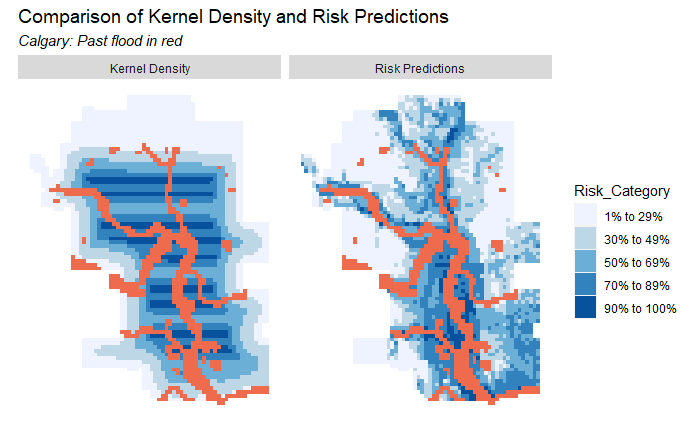 Comparison of Kernel Density and Risk Predictions
Calgary: Past flood in red
Kernel Density
Risk Predictions
Risk_Category
1% to 29%
30% to 49%
50% to 69%
70% to 89%
90% to 100%